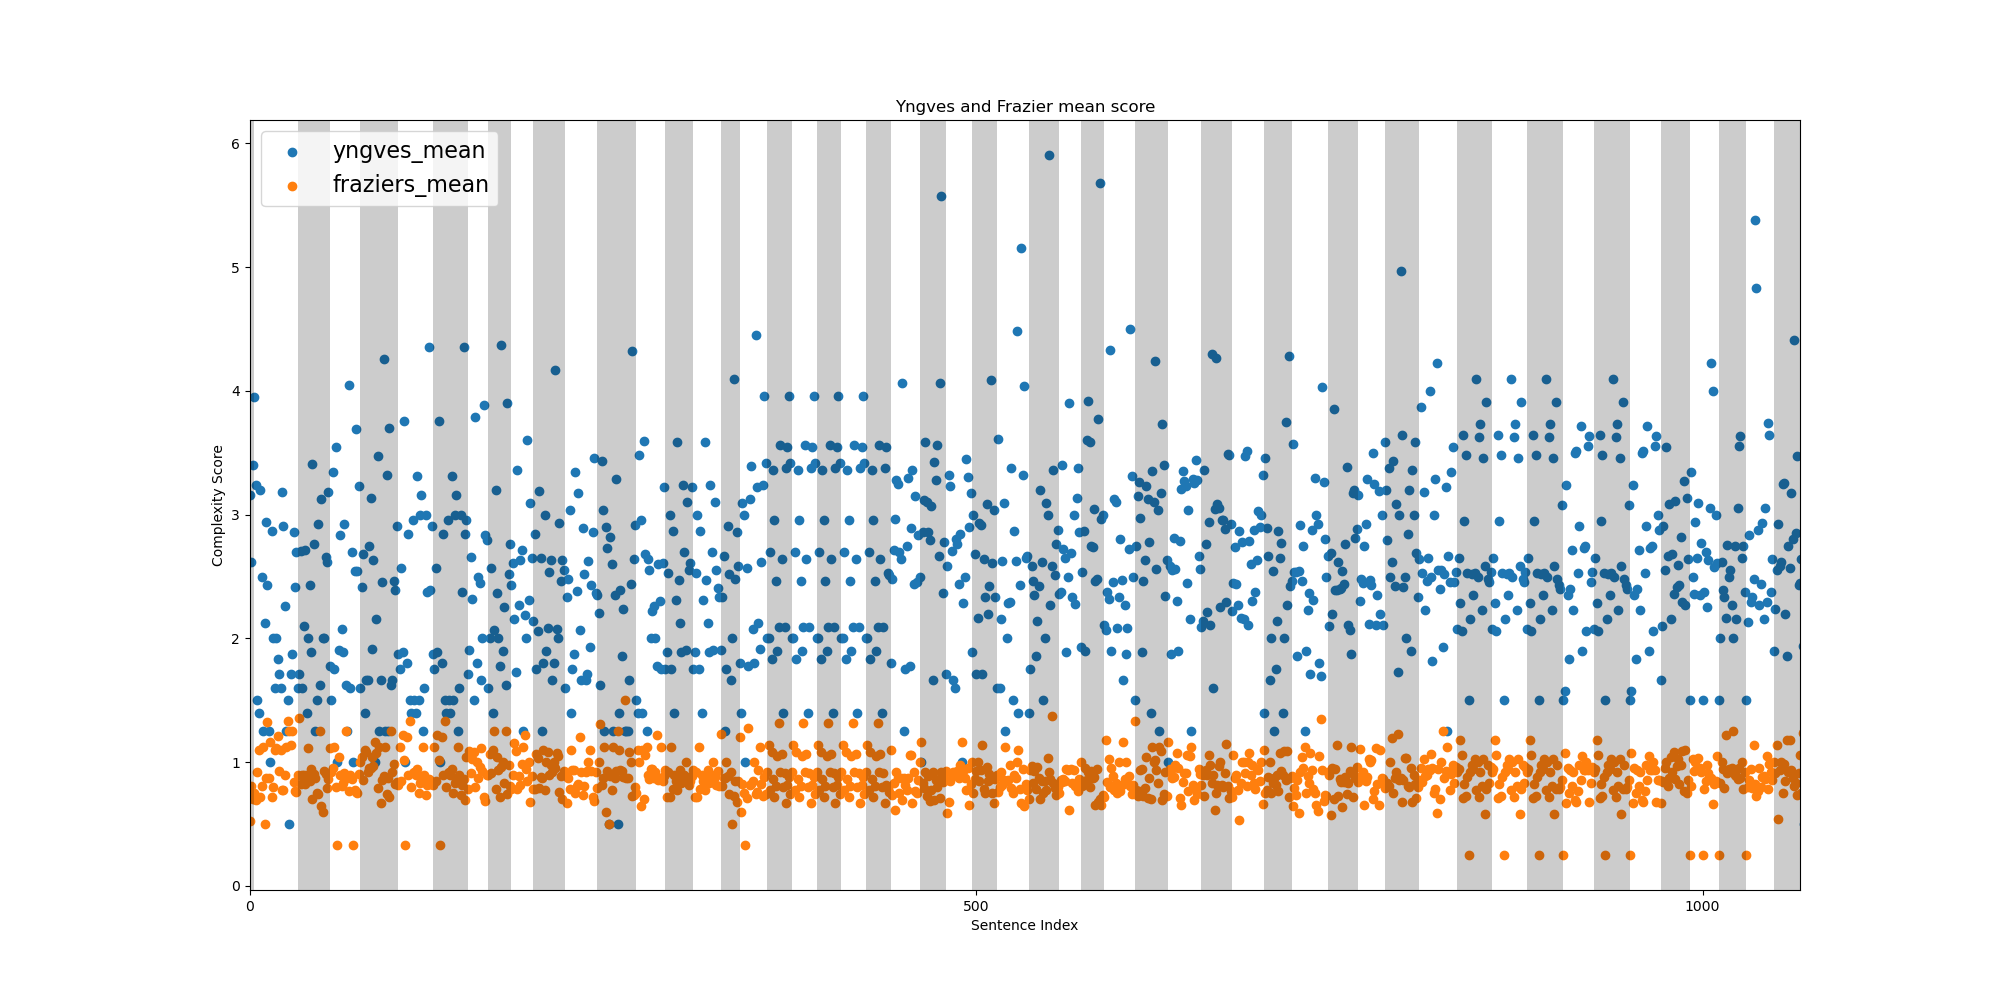 Yngves and Frazier mean score
yngves_mean
fraziers_mean
6
5
4
3
2
1
0
Complexity Score
0
500
1000
Sentence Index